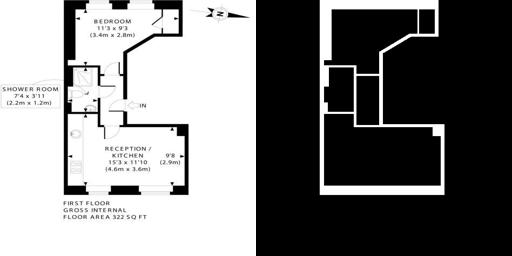 BEDROOM
11'3 x 9'3
(3.4m x 2.8m)
N
SHOWER ROOM
7'4 x 3'11
(2.2m x 1.2m)
IN
RECEPTION /
KITCHEN
15'3 x 11'10
(4.6m x 3.6m)
9'8
(2.9m)
FIRST FLOOR
GROSS INTERNAL
FLOOR AREA 322 SQ FT